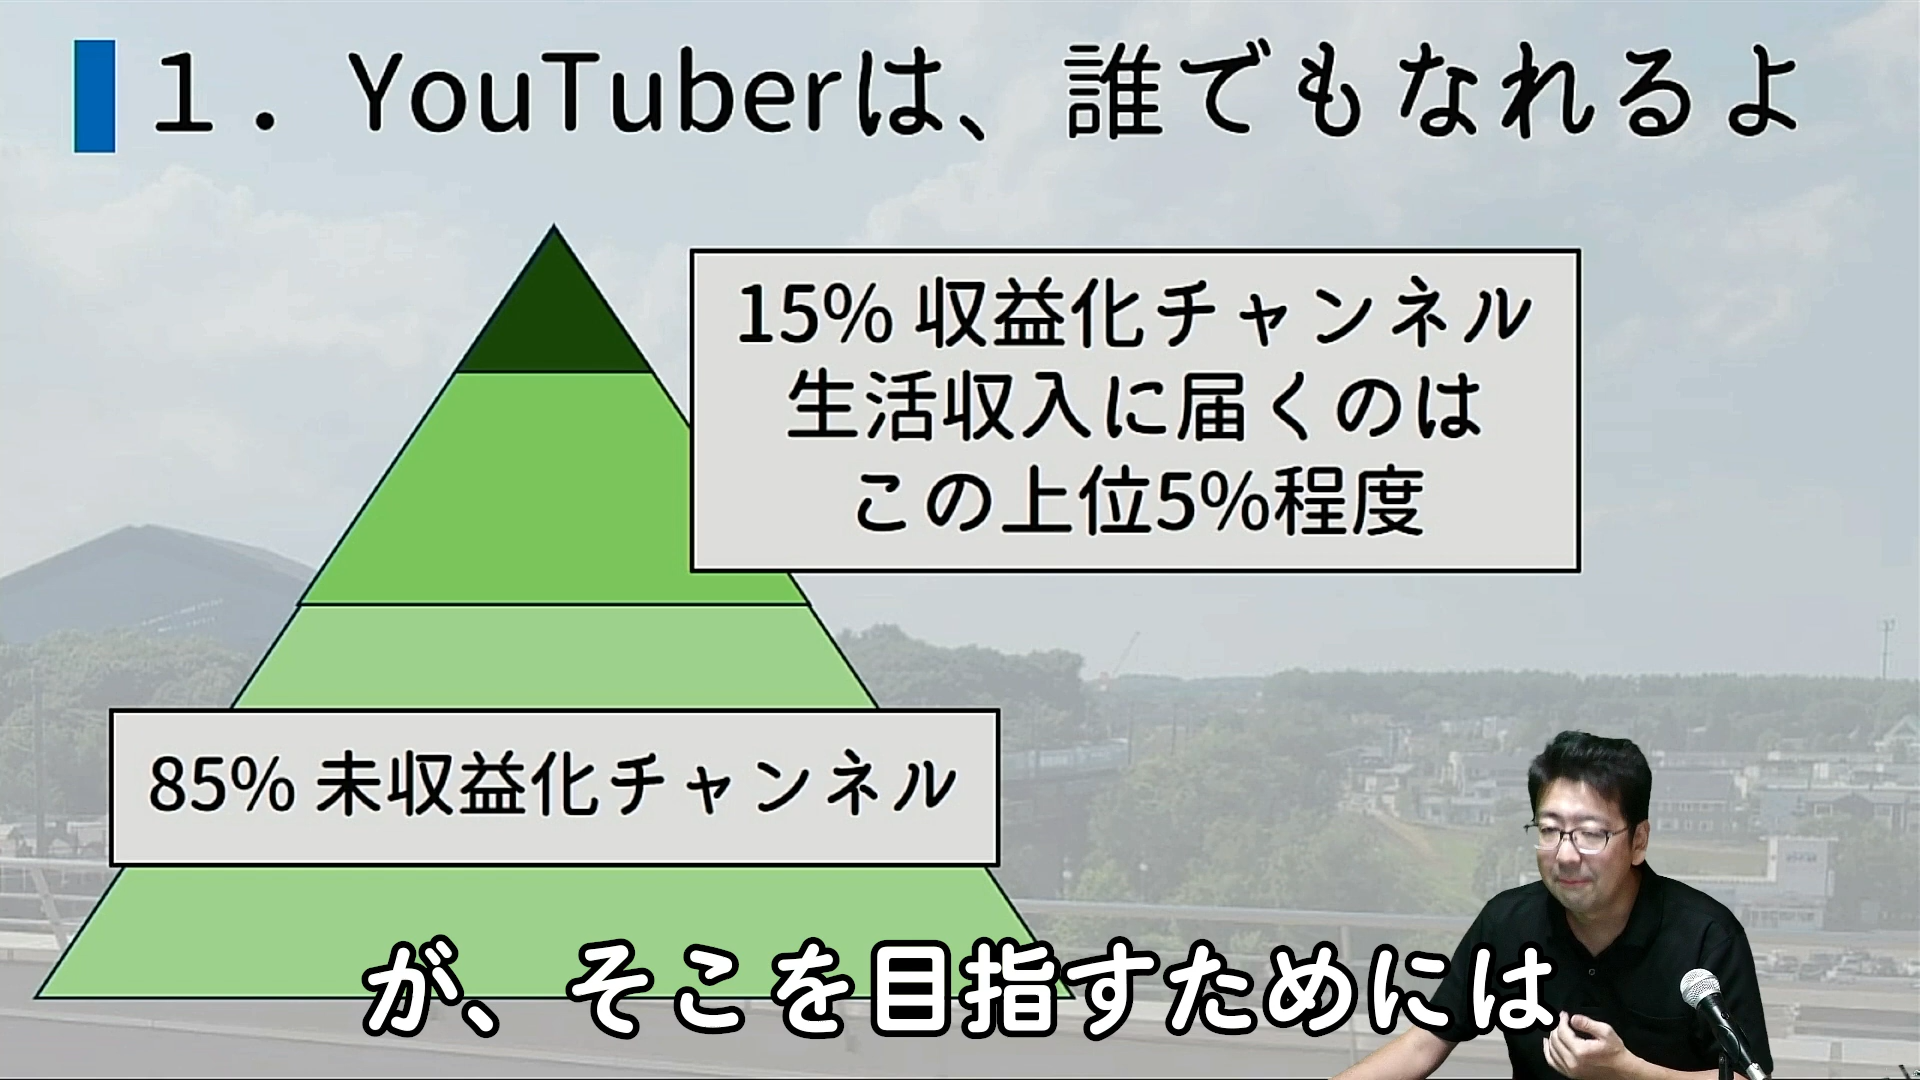 １．YouTuberは、誰でもなれるよ
15% 収益化チャンネル
生活収入に届くのは
この上位5%程度
85% 未収益化チャンネル
が、そこを目指すためには